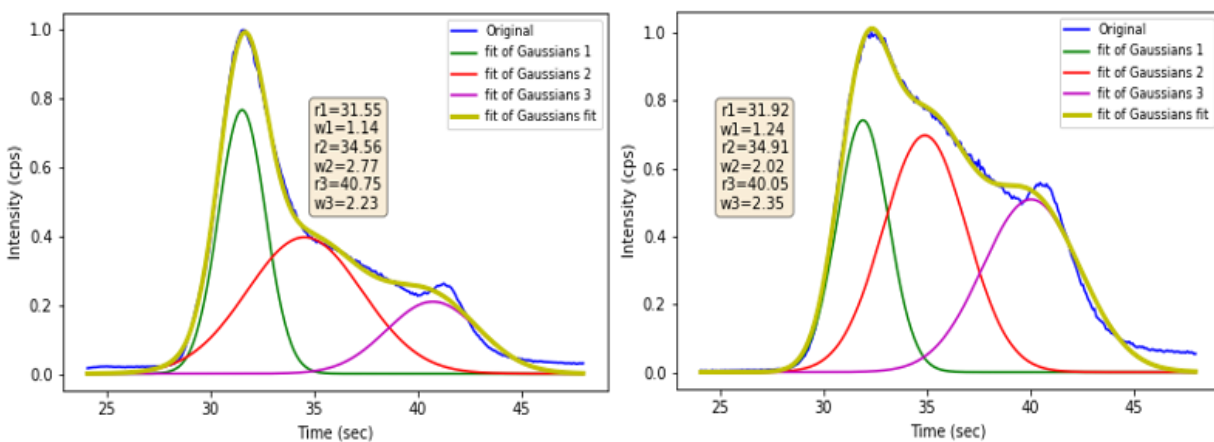 Original
fit of Gaussians 1
fit of Gaussians 2
fit of Gaussians 3
fit of Gaussians fit
r1=31.55
w1=1.14
r2=34.56
w2=2.77
r3=40.75
w3=2.23
1.0
0.8
0.6
0.4
0.2
0.0
Intensity (cps)
25 30 35 40 45
Time (sec)
Original
fit of Gaussians 1
fit of Gaussians 2
fit of Gaussians 3
fit of Gaussians fit
r1=31.92
w1=1.24
r2=34.91
w2=2.02
r3=40.05
w3=2.35
1.0
0.8
0.6
0.4
0.2
0.0
Intensity (cps)
25 30 35 40 45
Time (sec)